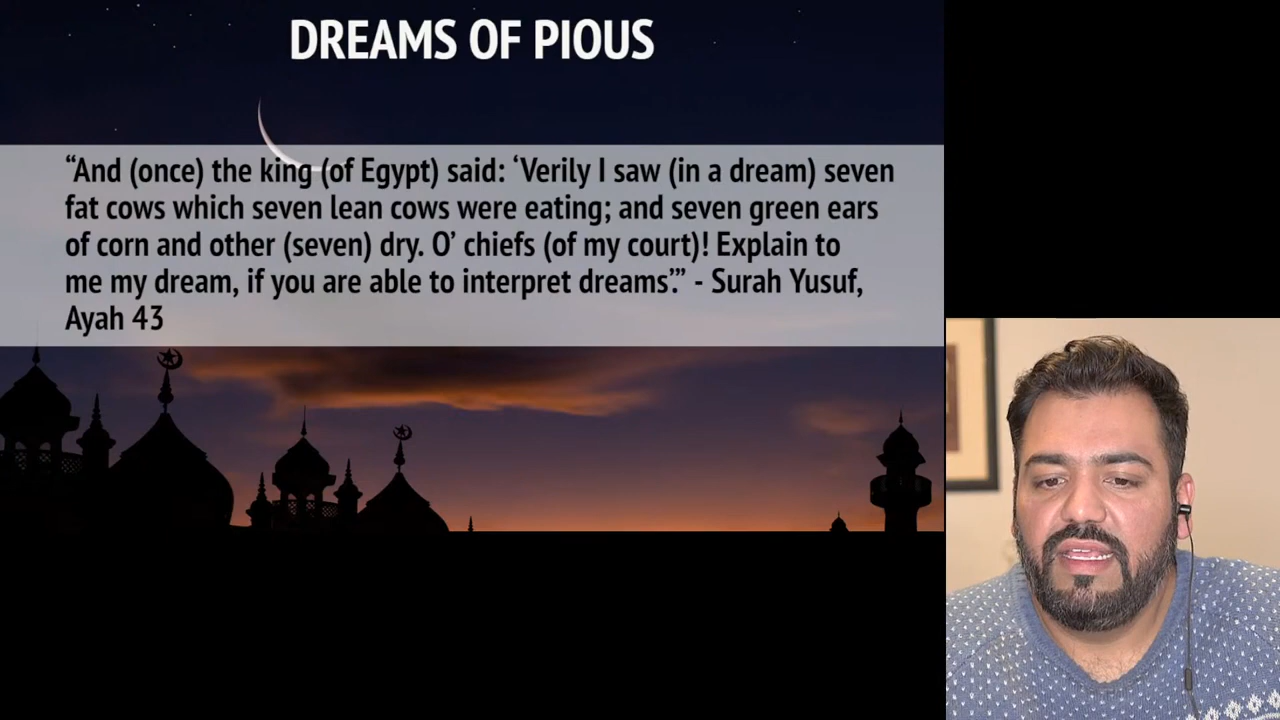 DREAMS OF PIOUS
“And (once) the king (of Egypt) said: ‘Verily I saw (in a dream) seven
fat cows which seven lean cows were eating; and seven green ears
of corn and other (seven) dry. O’ chiefs (of my court)! Explain to
me my dream, if you are able to interpret dreams’.” - Surah Yusuf,
Ayah 43